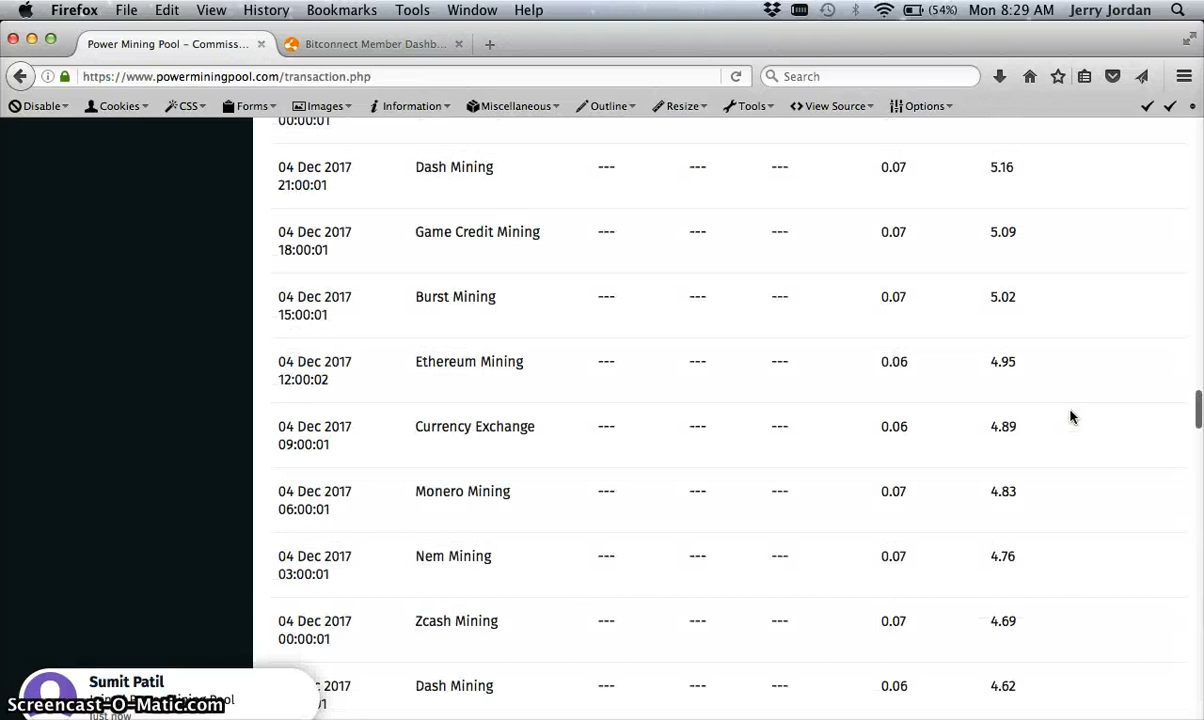 Firefox File Edit View History Bookmarks Tools Window Help (54%) Mon 8:29 AM Jerry Jordan
Power Mining Pool – Commiss... Bitconnect Member Dashb...
https://www.powerminingpool.com/transaction.php Search
Disable Cookies CSS Forms Images Information Miscellaneous Outline Resize Tools View Source Options
00:00:01
04 Dec 2017 Dash Mining --- --- --- 0.07 5.16
21:00:01
04 Dec 2017 Game Credit Mining --- --- --- 0.07 5.09
18:00:01
04 Dec 2017 Burst Mining --- --- --- 0.07 5.02
15:00:01
04 Dec 2017 Ethereum Mining --- --- --- 0.06 4.95
12:00:02
04 Dec 2017 Currency Exchange --- --- --- 0.06 4.89
09:00:01
04 Dec 2017 Monero Mining --- --- --- 0.07 4.83
06:00:01
04 Dec 2017 Nem Mining --- --- --- 0.07 4.76
03:00:01
04 Dec 2017 Zcash Mining --- --- --- 0.07 4.69
00:00:01
2017 Dash Mining --- --- --- 0.06 4.62
Sumit Patil
Pool
Screencast-O-Matic.com
Just now